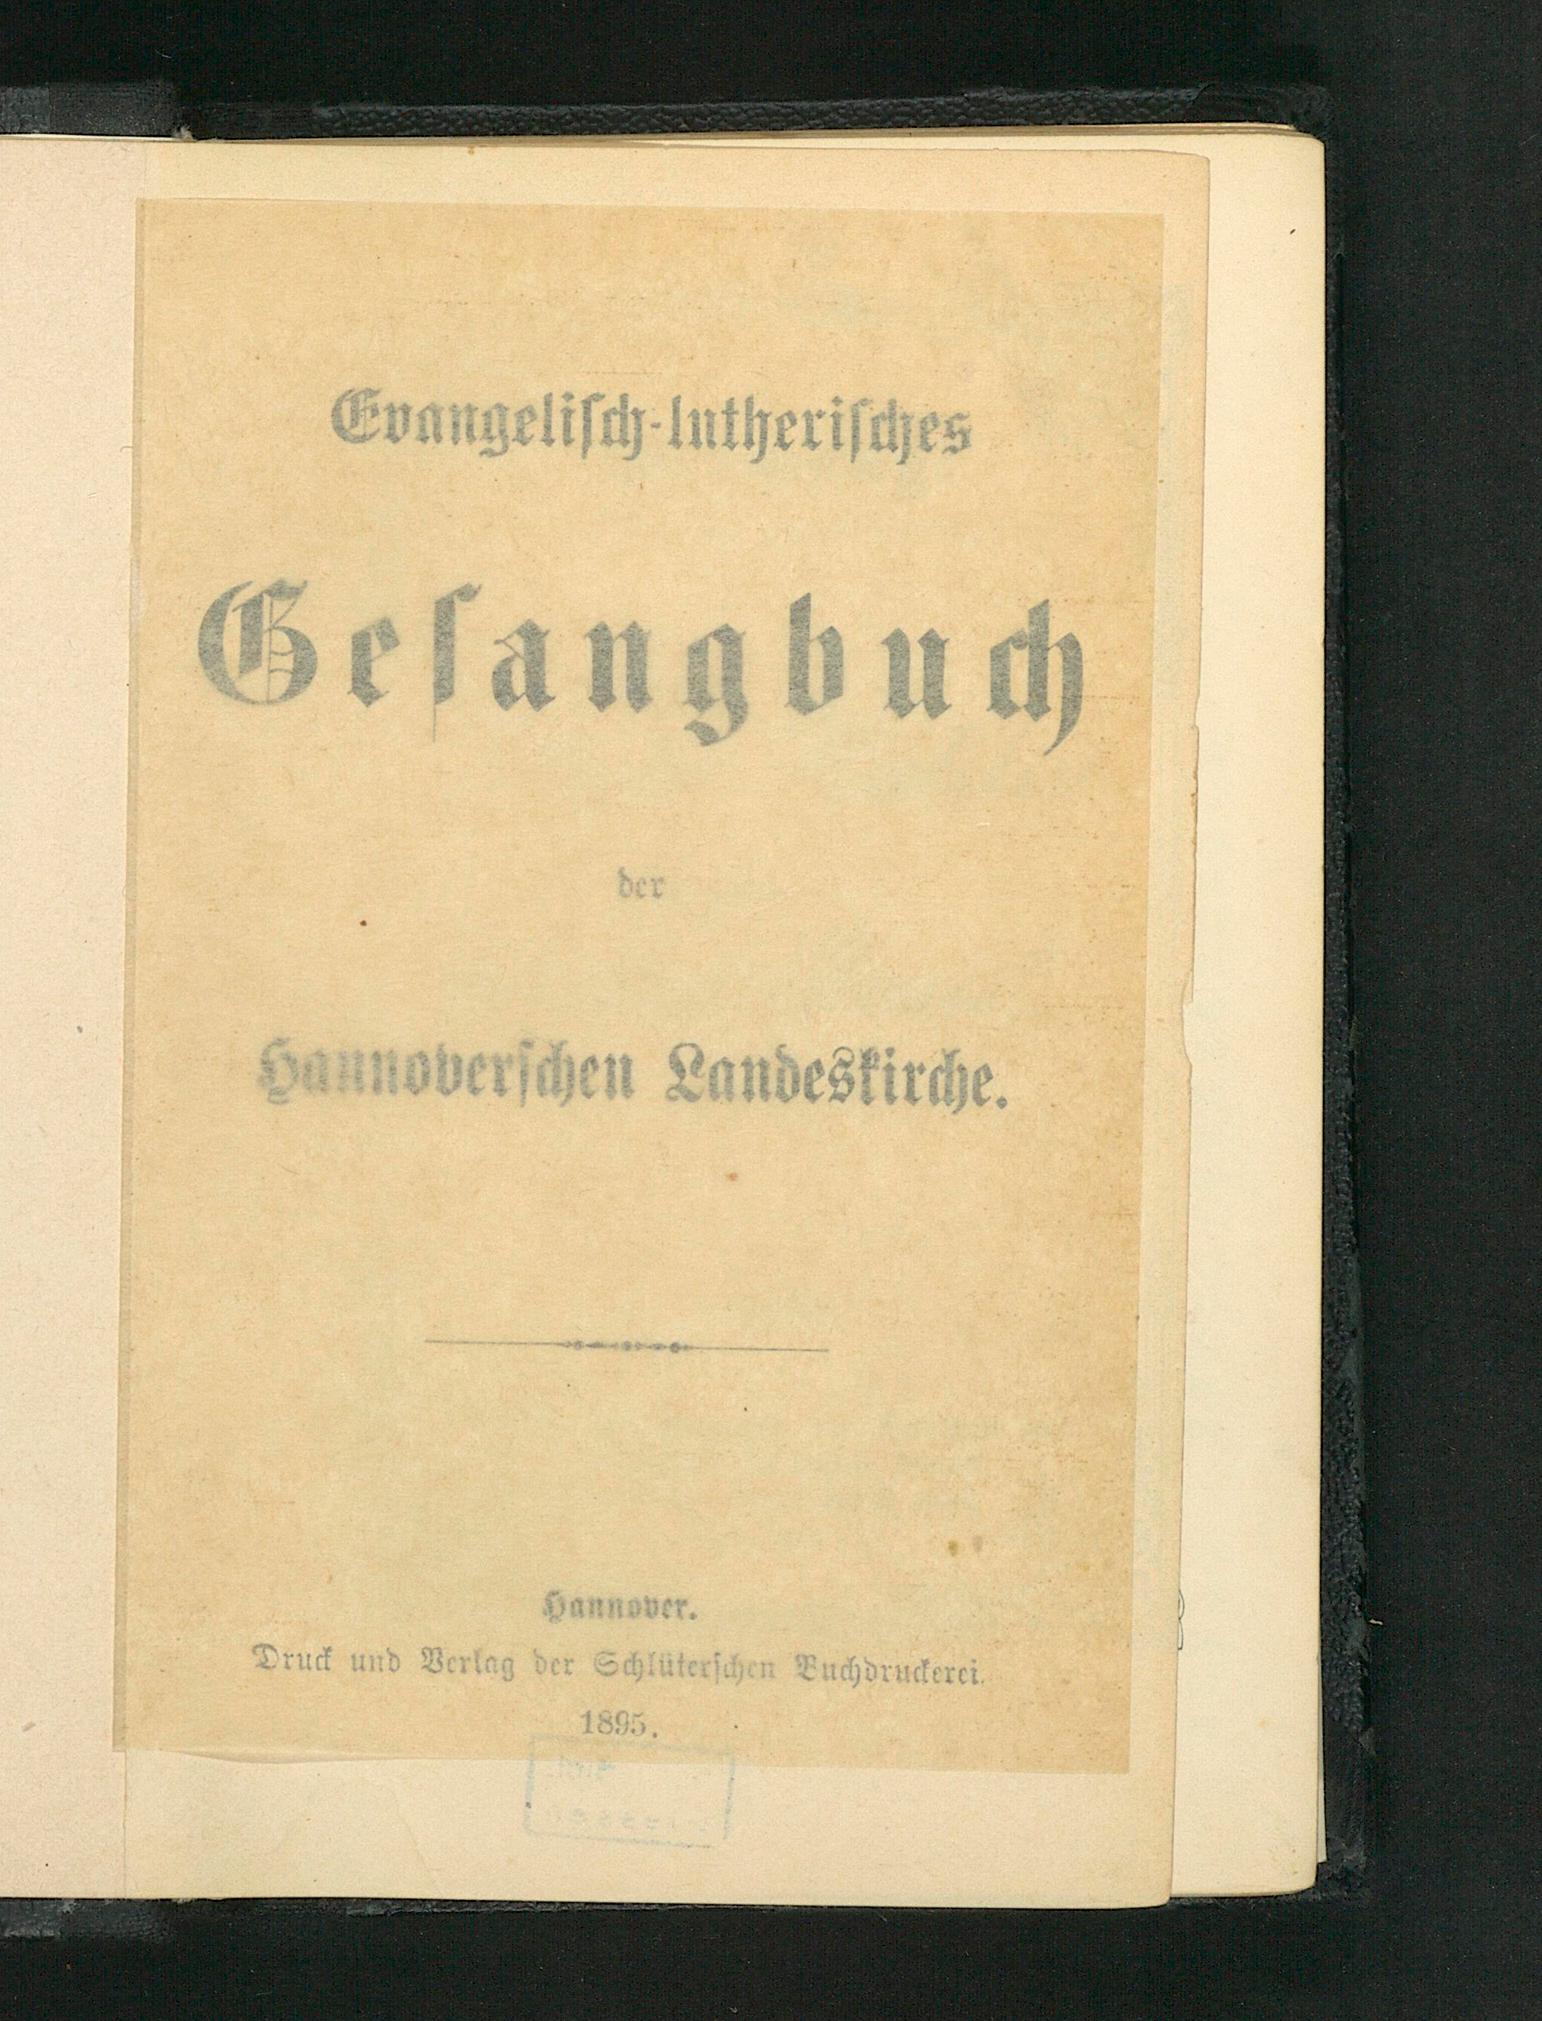 Evangeliſch-lutheriſches
Geſangbuch
der
Hannoverſchen Landeskirche.
Hannover.
Druck und Verlag der Schlüterſchen Buchdruckerei.
1895.